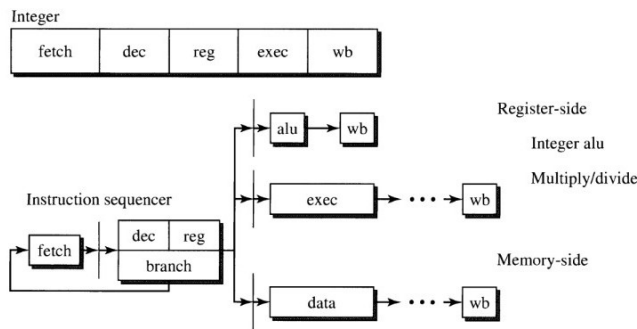 Integer
fetch dec reg exec wb
Register-side
alu wb
Integer alu
Multiply/divide
exec ... wb
Instruction sequencer
fetch dec reg
branch
Memory-side
data ... wb